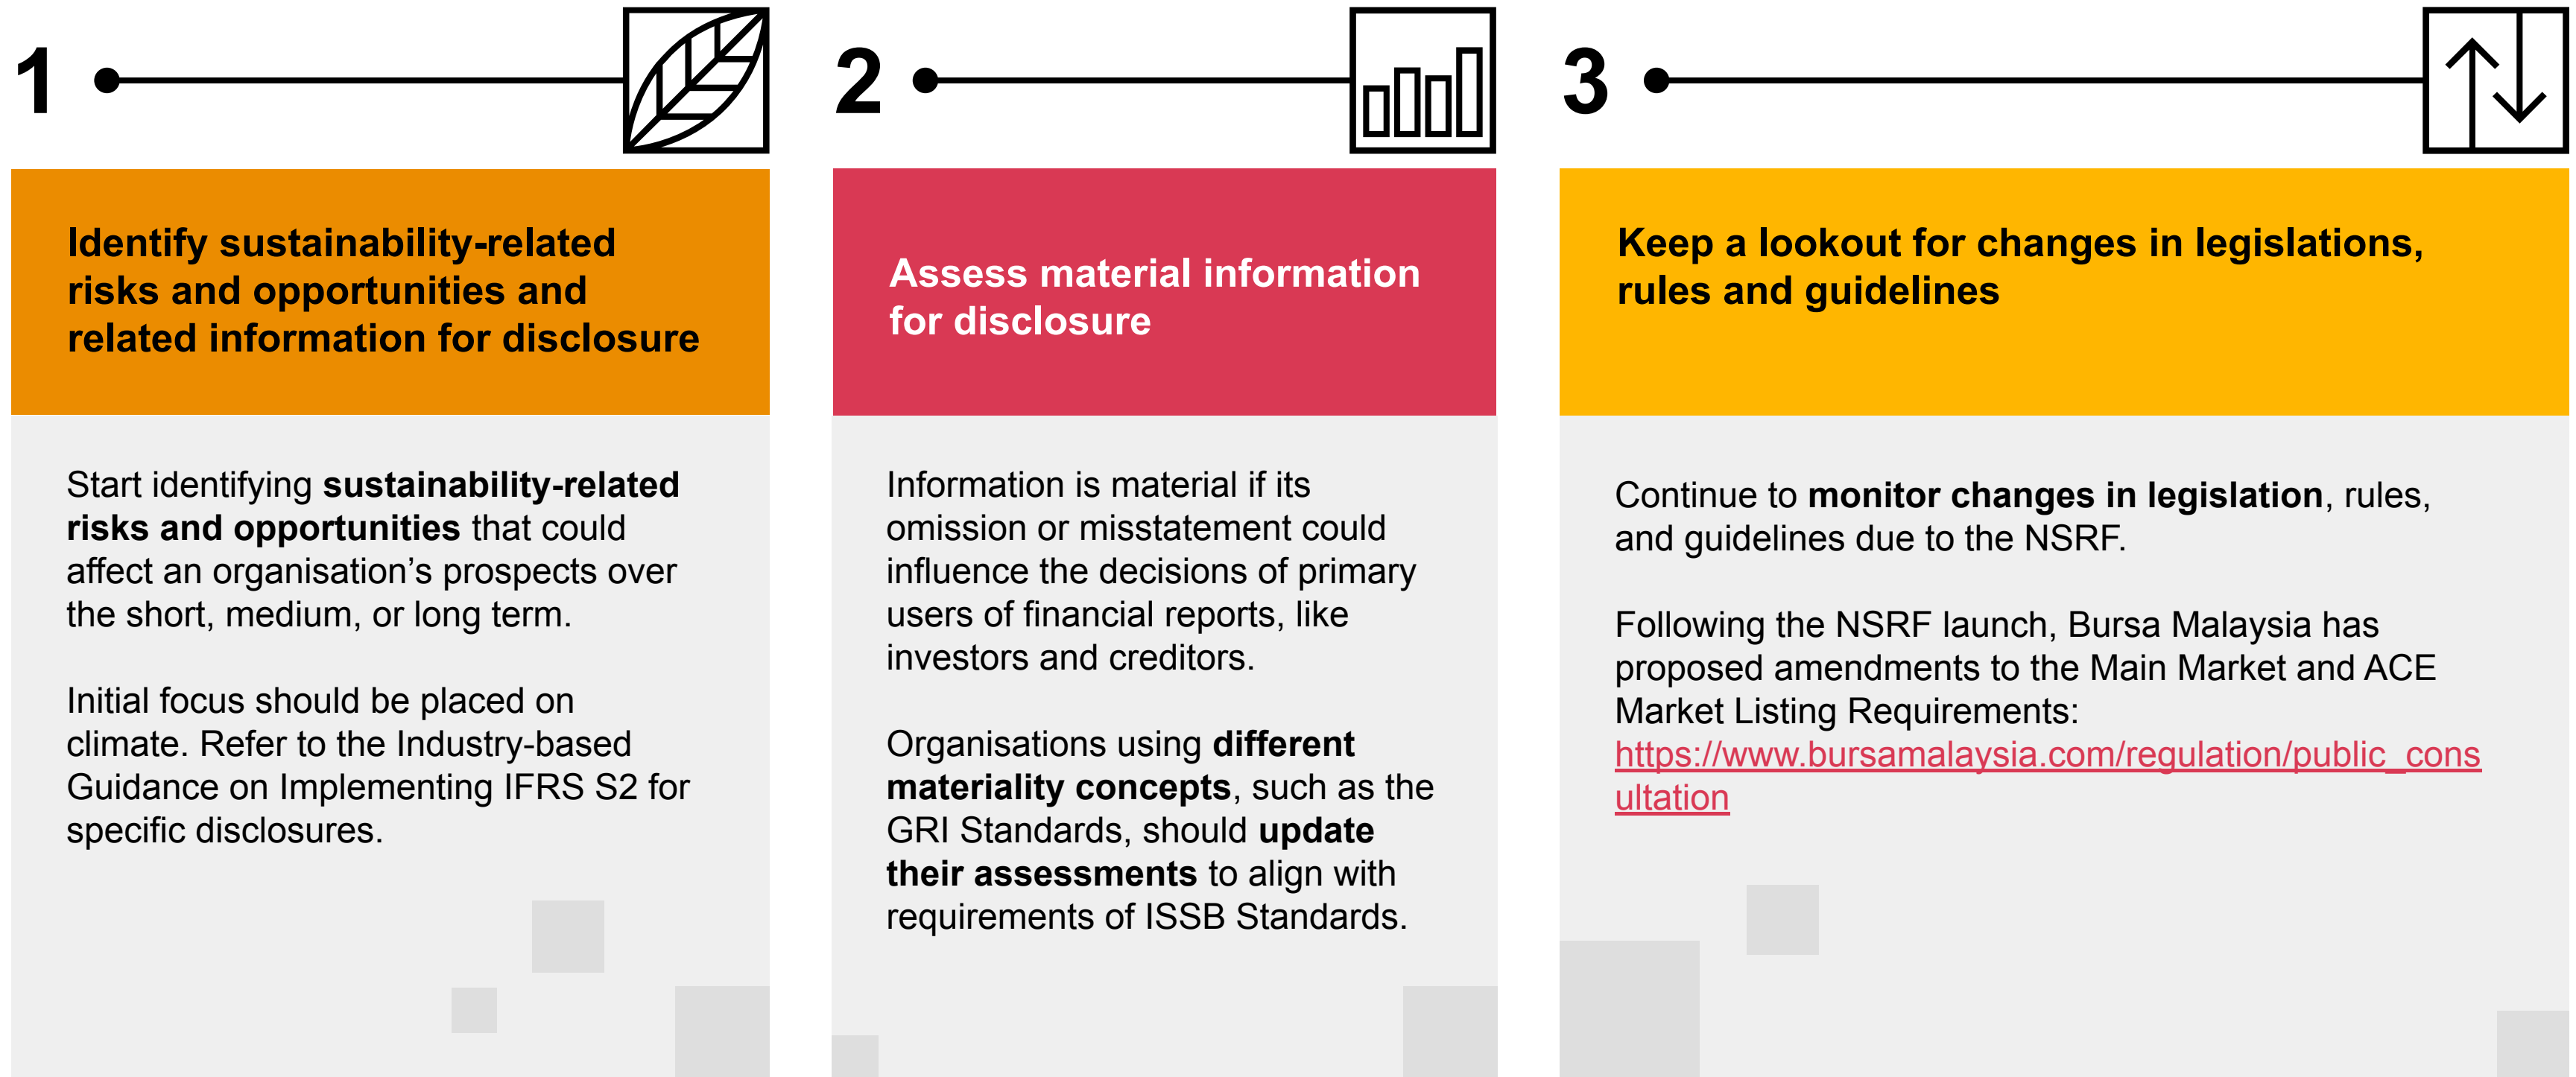 1
Identify sustainability-related
risks and opportunities and
related information for disclosure
Start identifying sustainability-related
risks and opportunities that could
affect an organisation’s prospects over
the short, medium, or long term.
Initial focus should be placed on
climate. Refer to the Industry-based
Guidance on Implementing IFRS S2 for
specific disclosures.
2
Assess material information
for disclosure
Information is material if its
omission or misstatement could
influence the decisions of primary
users of financial reports, like
investors and creditors.
Organisations using different
materiality concepts, such as the
GRI Standards, should update
their assessments to align with
requirements of ISSB Standards.
3
Keep a lookout for changes in legislations,
rules and guidelines
Continue to monitor changes in legislation, rules,
and guidelines due to the NSRF.
Following the NSRF launch, Bursa Malaysia has
proposed amendments to the Main Market and ACE
Market Listing Requirements:
https://www.bursamalaysia.com/regulation/public_cons
ultation